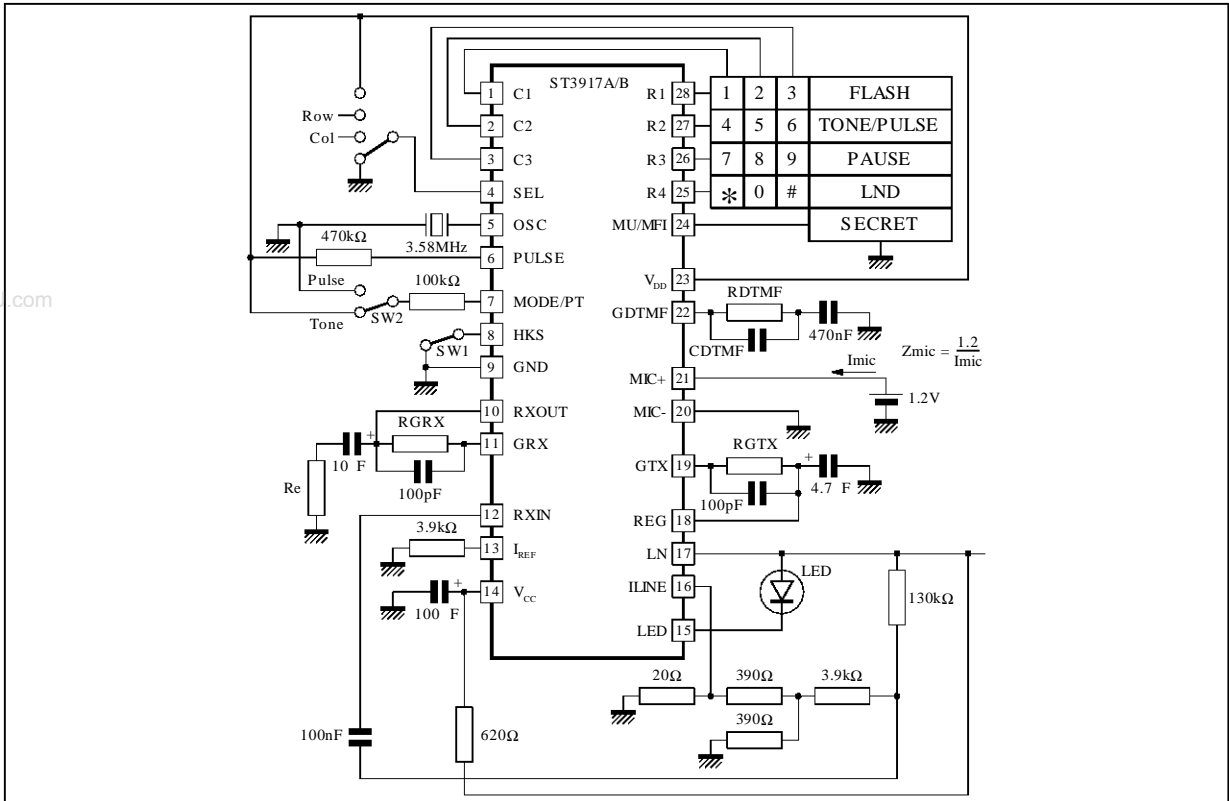 ST3917A/B
1 C1
2 C2
3 C3
4 SEL
5 OSC
6 PULSE
7 MODE/PT
8 HKS
9 GND
10 RXOUT
11 GRX
12 RXIN
13 IREF
14 VCC
R1 28
R2 27
R3 26
R4 25
MU/MFI 24
VDD 23
GDTMF 22
MIC+ 21
MIC- 20
GTX 19
REG 18
LN 17
ILINE 16
LED 15
1 2 3 FLASH
4 5 6 TONE/PULSE
7 8 9 PAUSE
* 0 # LND
SECRET
Row
Col
3.58MHz
470kΩ
Pulse
Tone
SW2
100kΩ
SW1
RGRX
10 F
+
100pF
Re
3.9kΩ
100 F
+
100nF
620Ω
RDTMF
CDTMF
470nF
Imic
Zmic = 1.2
Imic
1.2V
RGTX
100pF
+
4.7 F
LED
130kΩ
20Ω
390Ω
3.9kΩ
390Ω
.com